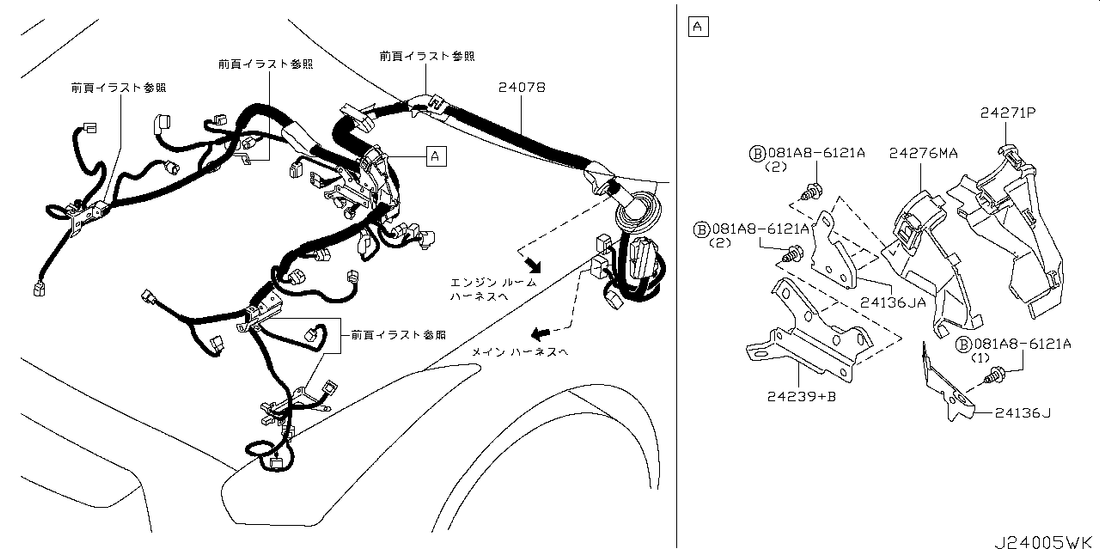 前頁イラスト参照
前頁イラスト参照
前頁イラスト参照
24078
A
エンジン ルーム
ハーネスへ
メイン ハーネスへ
前頁イラスト参照
A
24271P
Ⓑ081A8-6121A
(2)
24276MA
Ⓑ081A8-6121A
(2)
24136JA
Ⓑ081A8-6121A
(1)
24239+B
24136J
J24005WK